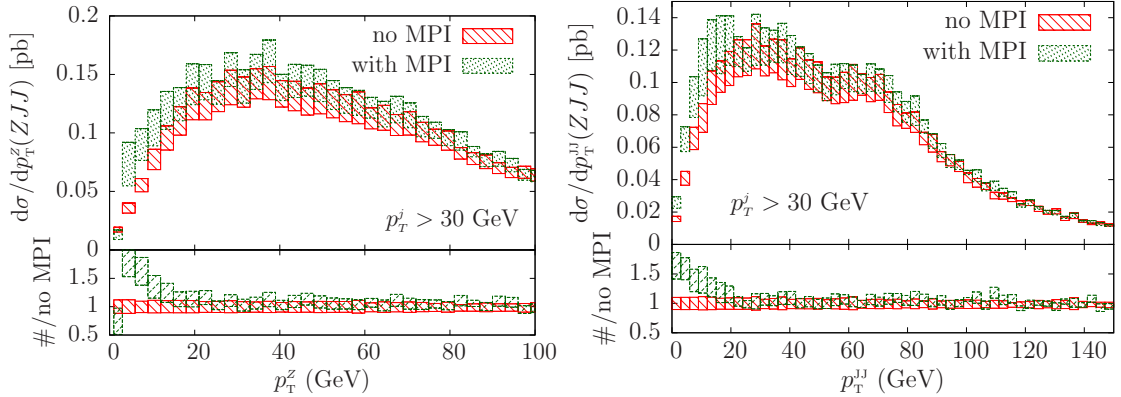 dσ/dp_T^Z(ZJJ) [pb]
0.2
0.15
0.1
0.05
0
no MPI
with MPI
p_T^j > 30 GeV
#/no MPI
1.5
1
0.5
0 20 40 60 80 100
p_T^Z (GeV)
dσ/dp_T^JJ(ZJJ) [pb]
0.14
0.12
0.1
0.08
0.06
0.04
0.02
0
no MPI
with MPI
p_T^j > 30 GeV
#/no MPI
1.5
1
0.5
0 20 40 60 80 100 120 140
p_T^JJ (GeV)